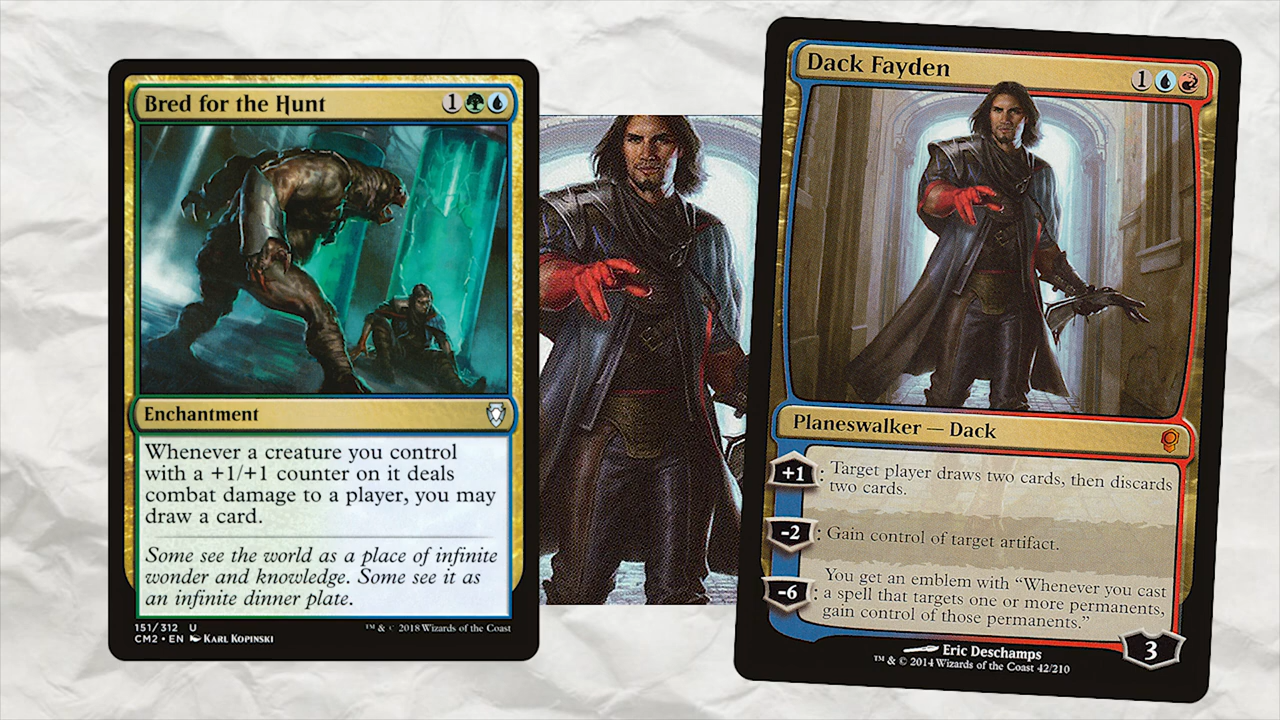 Bred for the Hunt
1
Enchantment
Whenever a creature you control
with a +1/+1 counter on it deals
combat damage to a player, you may
draw a card.
Some see the world as a place of infinite
wonder and knowledge. Some see it as
an infinite dinner plate.
151/312 U
CM2 • EN Karl Kopinski
™ & © 2018 Wizards of the Coast
Dack Fayden
1
Planeswalker — Dack
+1: Target player draws two cards, then discards
two cards.
-2: Gain control of target artifact.
-6: You get an emblem with “Whenever you cast
a spell that targets one or more permanents,
gain control of those permanents.”
3
Eric Deschamps
™ & © 2014 Wizards of the Coast 42/210